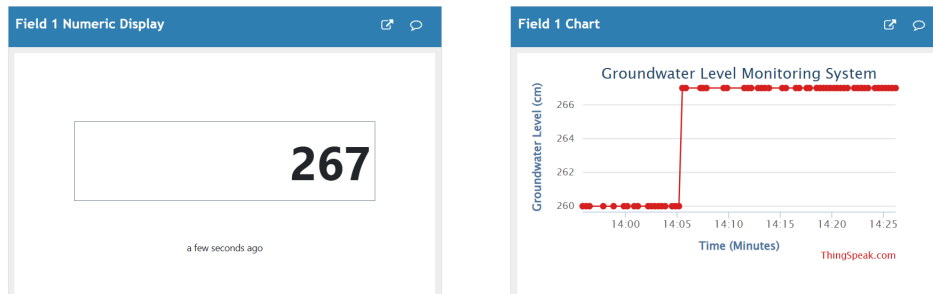 Field 1 Numeric Display
267
a few seconds ago
Field 1 Chart
Groundwater Level Monitoring System
Groundwater Level (cm)
266
264
262
260
14:00 14:05 14:10 14:15 14:20 14:25
Time (Minutes)
ThingSpeak.com